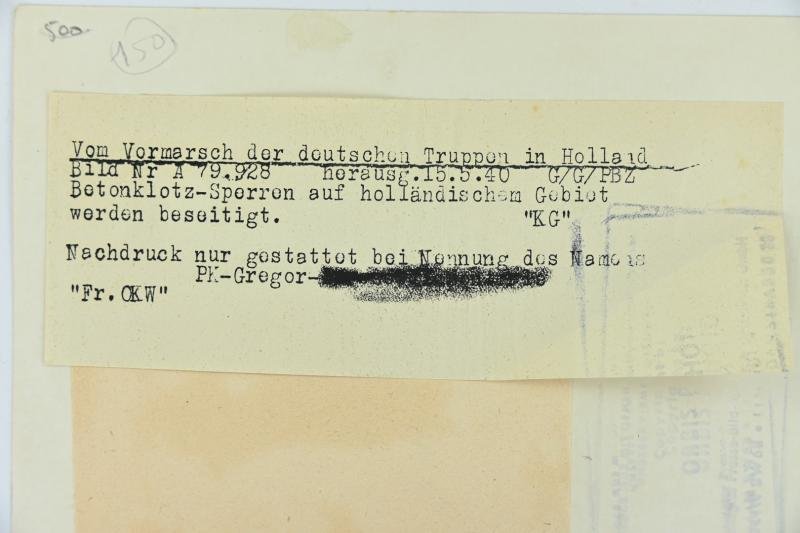 500
150
Vom Vormarsch der deutschen Truppen in Holland
Bild Nr A 79.928 herausg.15.5.40 G/G/PBZ
Betonklotz-Sperren auf holländischem Gebiet
werden beseitigt. "KG"
Nachdruck nur gestattet bei Nennung des Namens
PK-Gregor-
"Fr. OKW"